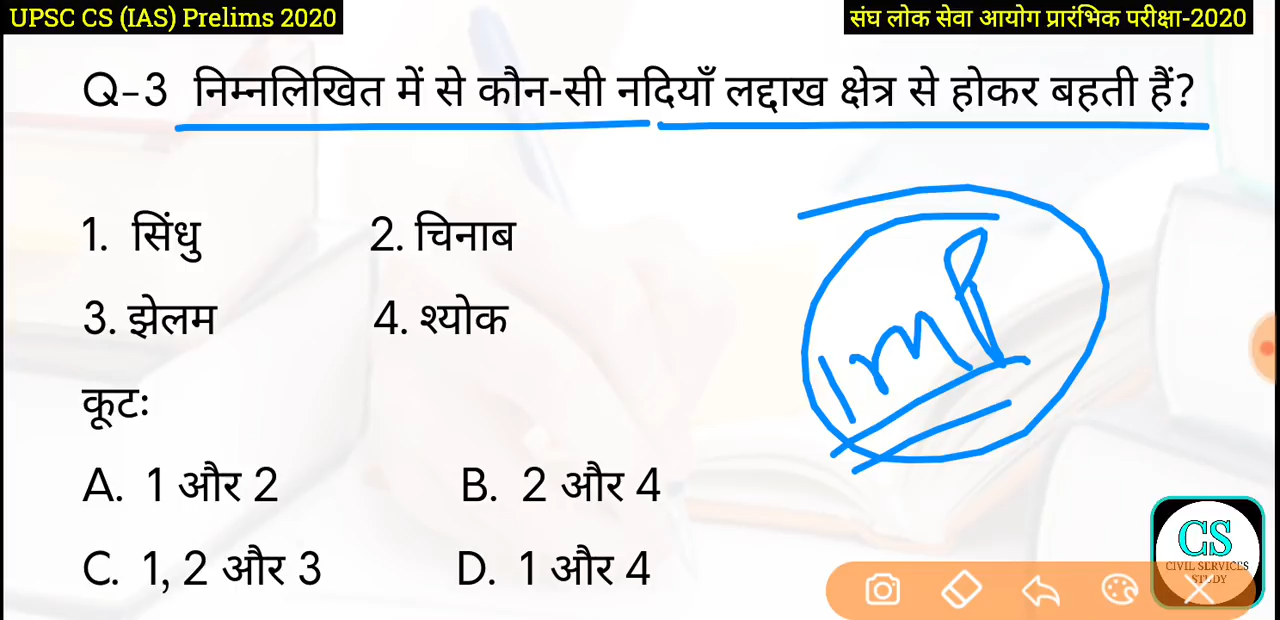 UPSC CS (IAS) Prelims 2020
संघ लोक सेवा आयोग प्रारंभिक परीक्षा-2020
Q-3 निम्नलिखित में से कौन-सी नदियाँ लद्दाख क्षेत्र से होकर बहती हैं?
1. सिंधु 2. चिनाब
3. झेलम 4. श्योक
IMP
कूटः
A. 1 और 2 B. 2 और 4
C. 1, 2 और 3 D. 1 और 4
CS
CIVIL SERVICES
STUDY